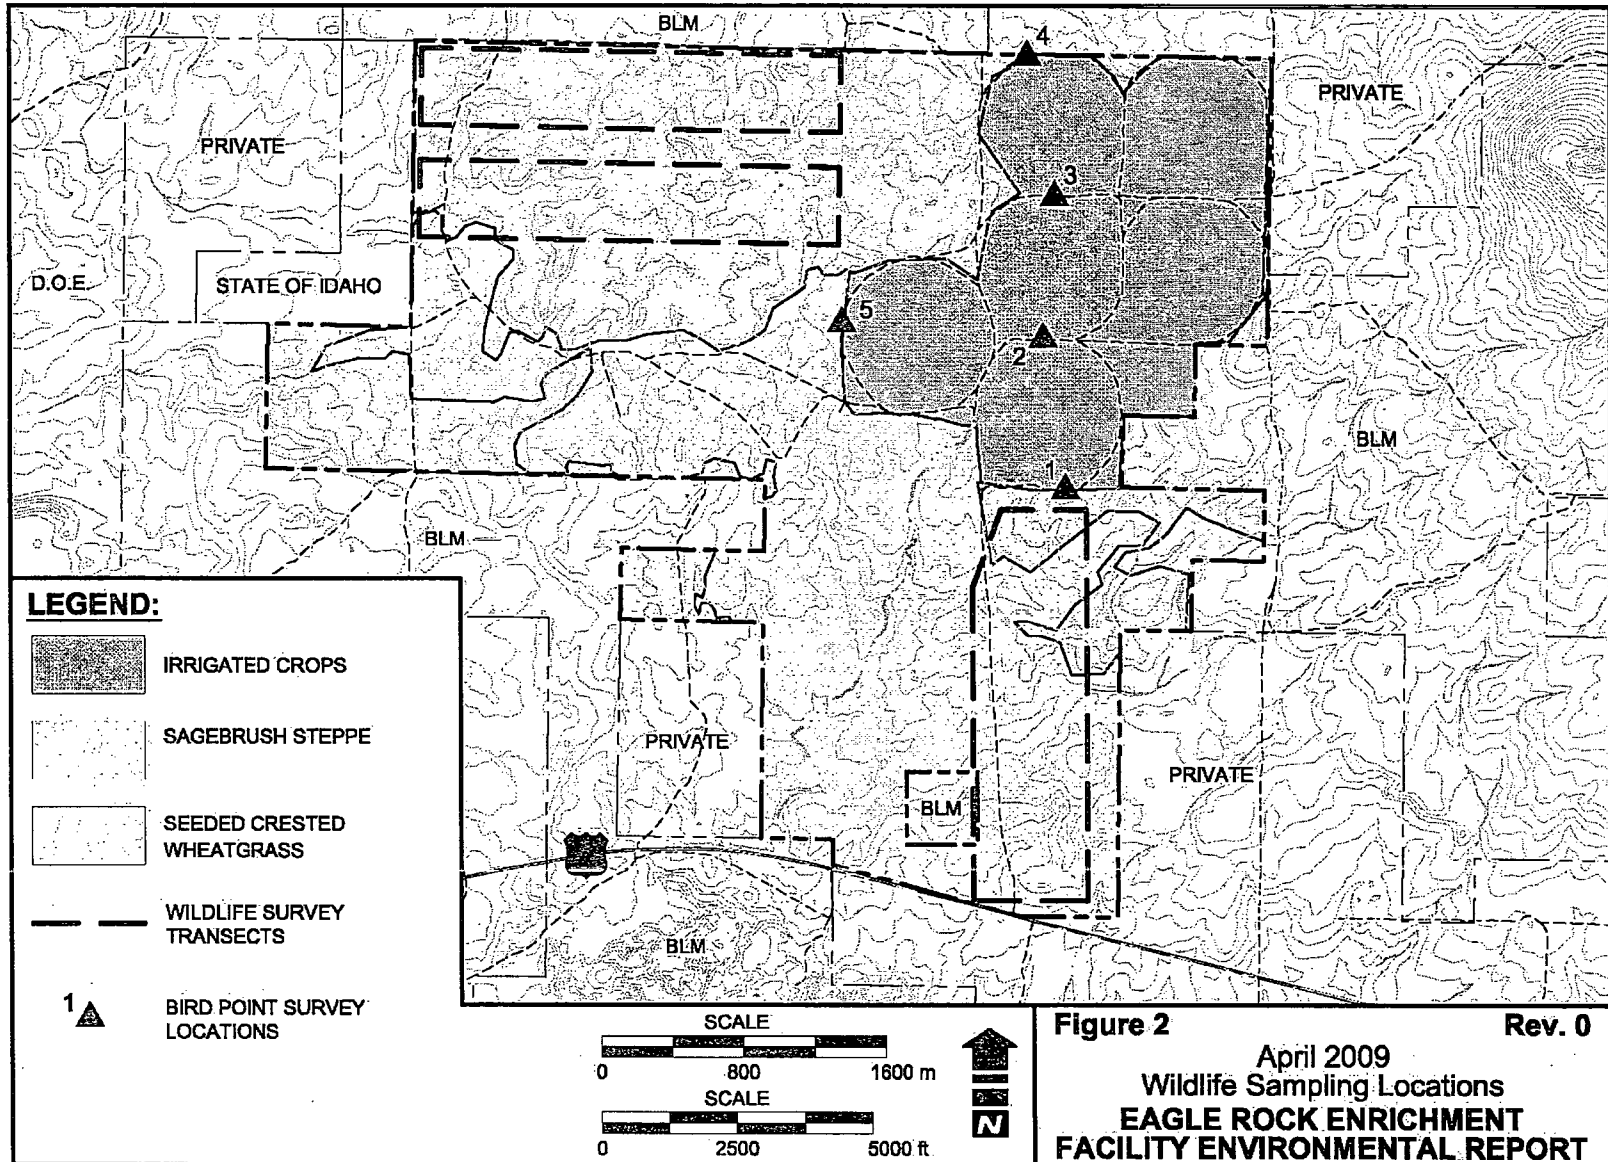 BLM
4
PRIVATE
PRIVATE
3
D.O.E.
STATE OF IDAHO
5
2
BLM
1
BLM
PRIVATE
PRIVATE
BLM
BLM
LEGEND:
IRRIGATED CROPS
SAGEBRUSH STEPPE
SEEDED CRESTED
WHEATGRASS
WILDLIFE SURVEY
TRANSECTS
1
BIRD POINT SURVEY
LOCATIONS
SCALE
0 800 1600 m
SCALE
0 2500 5000 ft
N
Figure 2 Rev. 0
April 2009
Wildlife Sampling Locations
EAGLE ROCK ENRICHMENT
FACILITY ENVIRONMENTAL REPORT